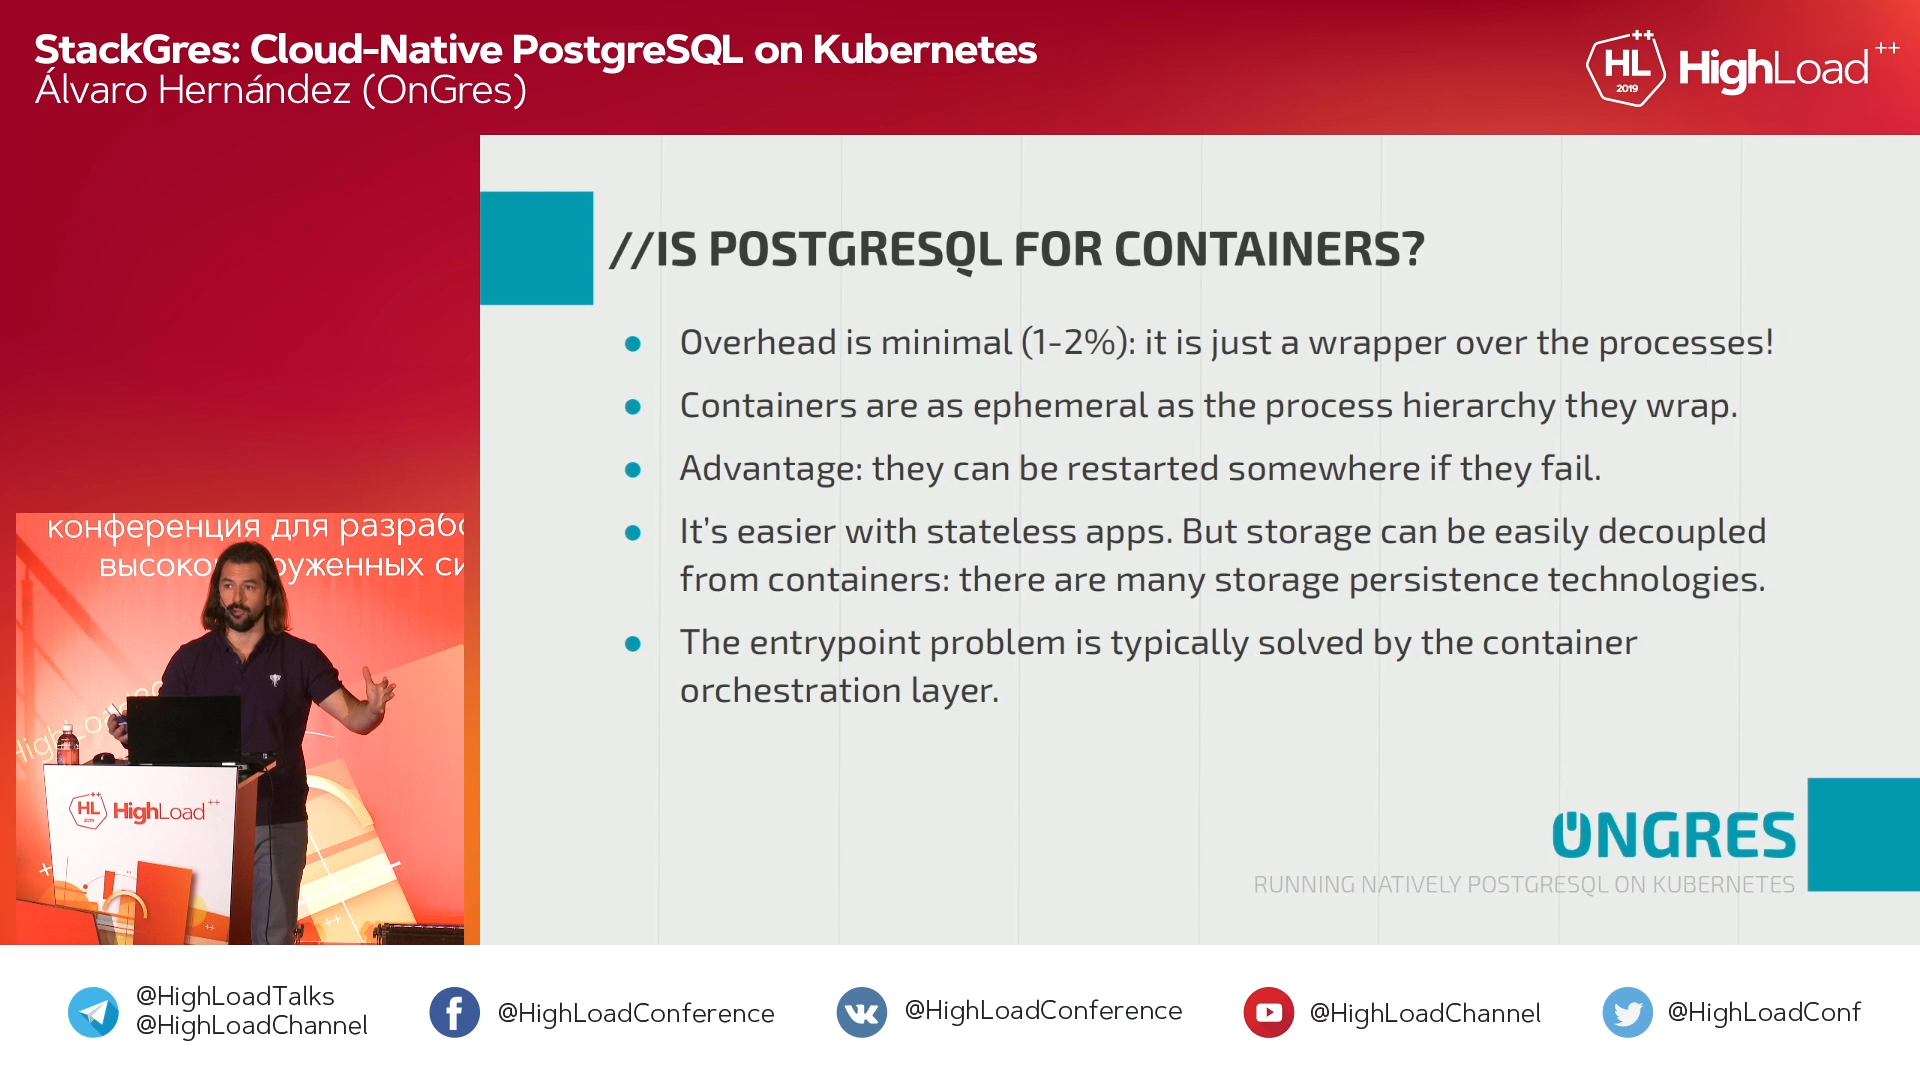 StackGres: Cloud-Native PostgreSQL on Kubernetes
Álvaro Hernández (OnGres)
HL
2019
HighLoad++
//IS POSTGRESQL FOR CONTAINERS?
● Overhead is minimal (1-2%): it is just a wrapper over the processes!
● Containers are as ephemeral as the process hierarchy they wrap.
● Advantage: they can be restarted somewhere if they fail.
● It’s easier with stateless apps. But storage can be easily decoupled
from containers: there are many storage persistence technologies.
● The entrypoint problem is typically solved by the container
orchestration layer.
ONGRES
RUNNING NATIVELY POSTGRESQL ON KUBERNETES
конференция для
HL
HighLoad++
@HighLoadTalks
@HighLoadChannel
@HighLoadConference
@HighLoadConference
@HighLoadChannel
@HighLoadConf